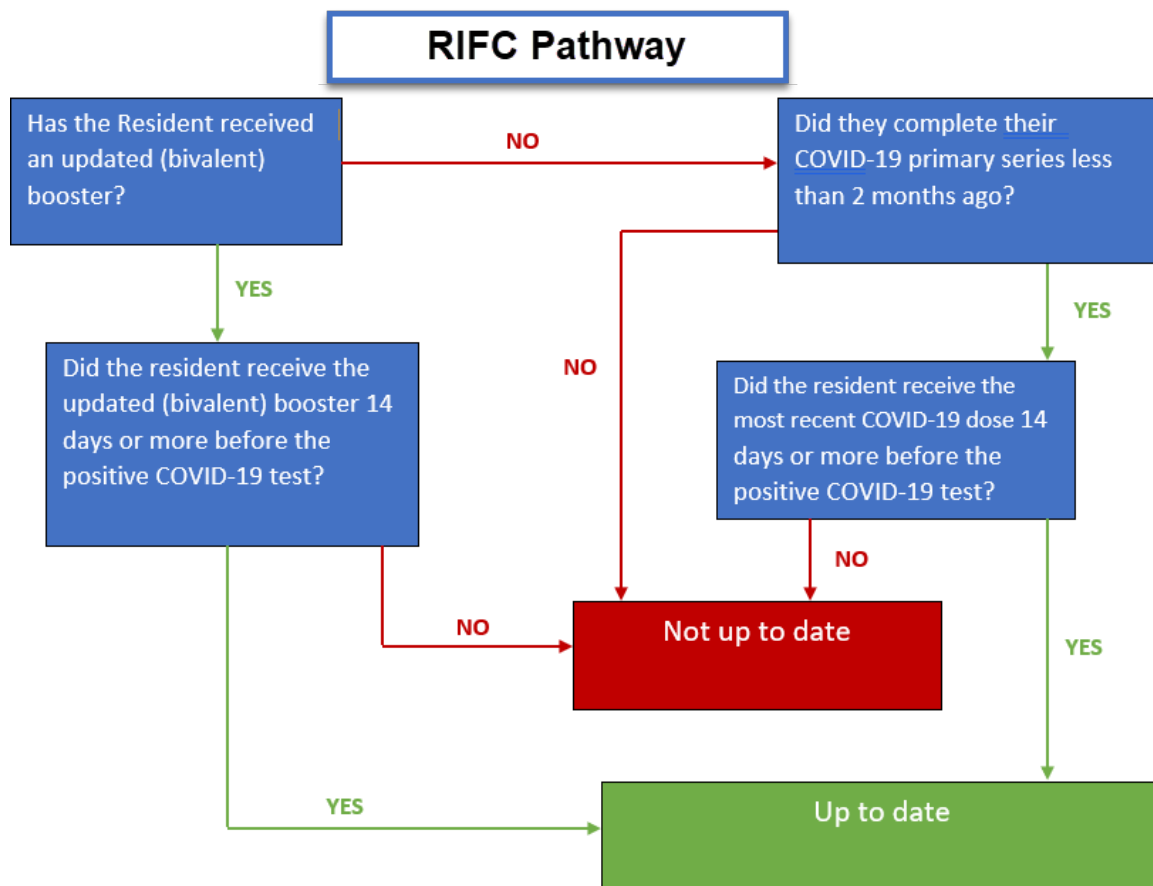 RIFC Pathway
Has the Resident received
an updated (bivalent)
booster?
NO
Did they complete their
COVID-19 primary series less
than 2 months ago?
YES
NO
YES
Did the resident receive the
updated (bivalent) booster 14
days or more before the
positive COVID-19 test?
Did the resident receive the
most recent COVID-19 dose 14
days or more before the
positive COVID-19 test?
NO
NO
YES
Not up to date
YES
Up to date